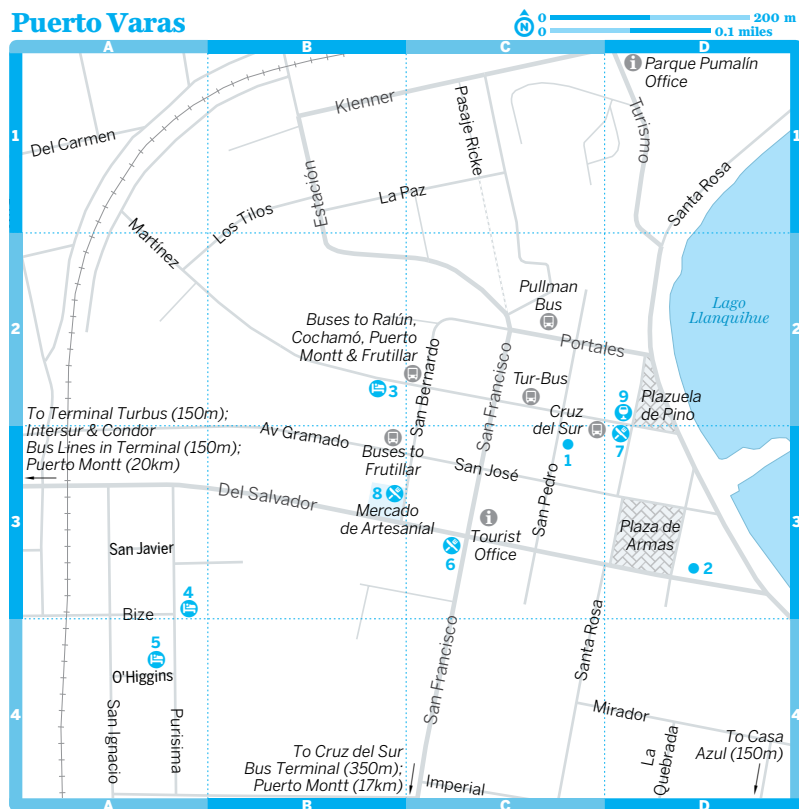 Puerto Varas
N
0
200 m
0
0.1 miles
A
B
C
D
1
1
Parque Pumalín
Office
Klenner
Pasaje Ricke
Turismo
Del Carmen
Estación
La Paz
Santa Rosa
Los Tilos
Martínez
2
2
Pullman
Bus
Lago
Llanquihue
Buses to Ralún,
Cochamó, Puerto
Montt & Frutillar
Portales
San Bernardo
San Francisco
Tur-Bus
3
9
Plazuela
de Pino
Cruz
del Sur
To Terminal Turbus (150m);
Intersur & Condor
Bus Lines in Terminal (150m);
Puerto Montt (20km)
Av Gramado
Buses to
Frutillar
1
7
San José
San Pedro
3
3
Del Salvador
8
Mercado
de Artesanial
Tourist
Office
Plaza de
Armas
San Javier
6
2
4
Bize
5
O'Higgins
San Francisco
Santa Rosa
4
4
San Ignacio
Purisima
Mirador
La
Quebrada
To Casa
Azul (150m)
To Cruz del Sur
Bus Terminal (350m);
Puerto Montt (17km)
Imperial
A
B
C
D